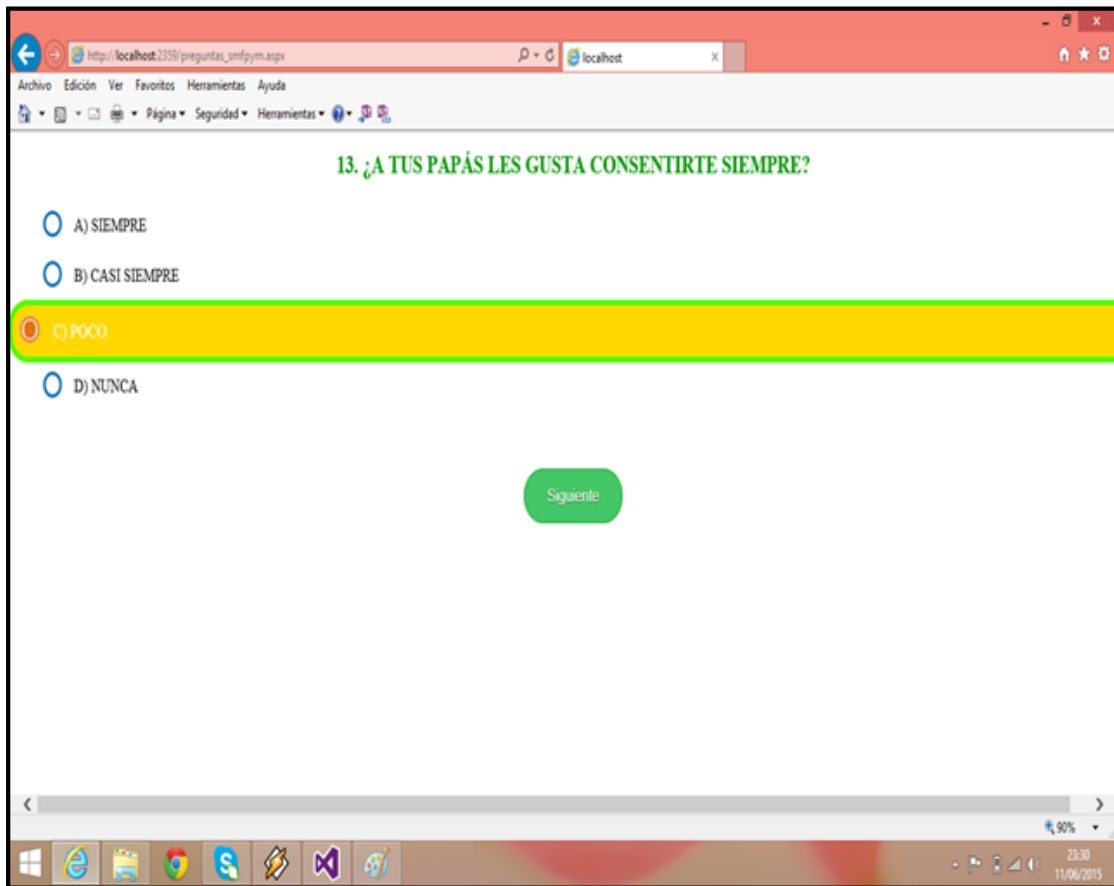 http://localhost:2359/preguntas_smfpym.aspx
localhost
Archivo Edición Ver Favoritos Herramientas Ayuda
Página Seguridad Herramientas
13. ¿A TUS PAPÁS LES GUSTA CONSENTIRTE SIEMPRE?
A) SIEMPRE
B) CASI SIEMPRE
C) POCO
D) NUNCA
Siguiente
90%
23:30
11/06/2015